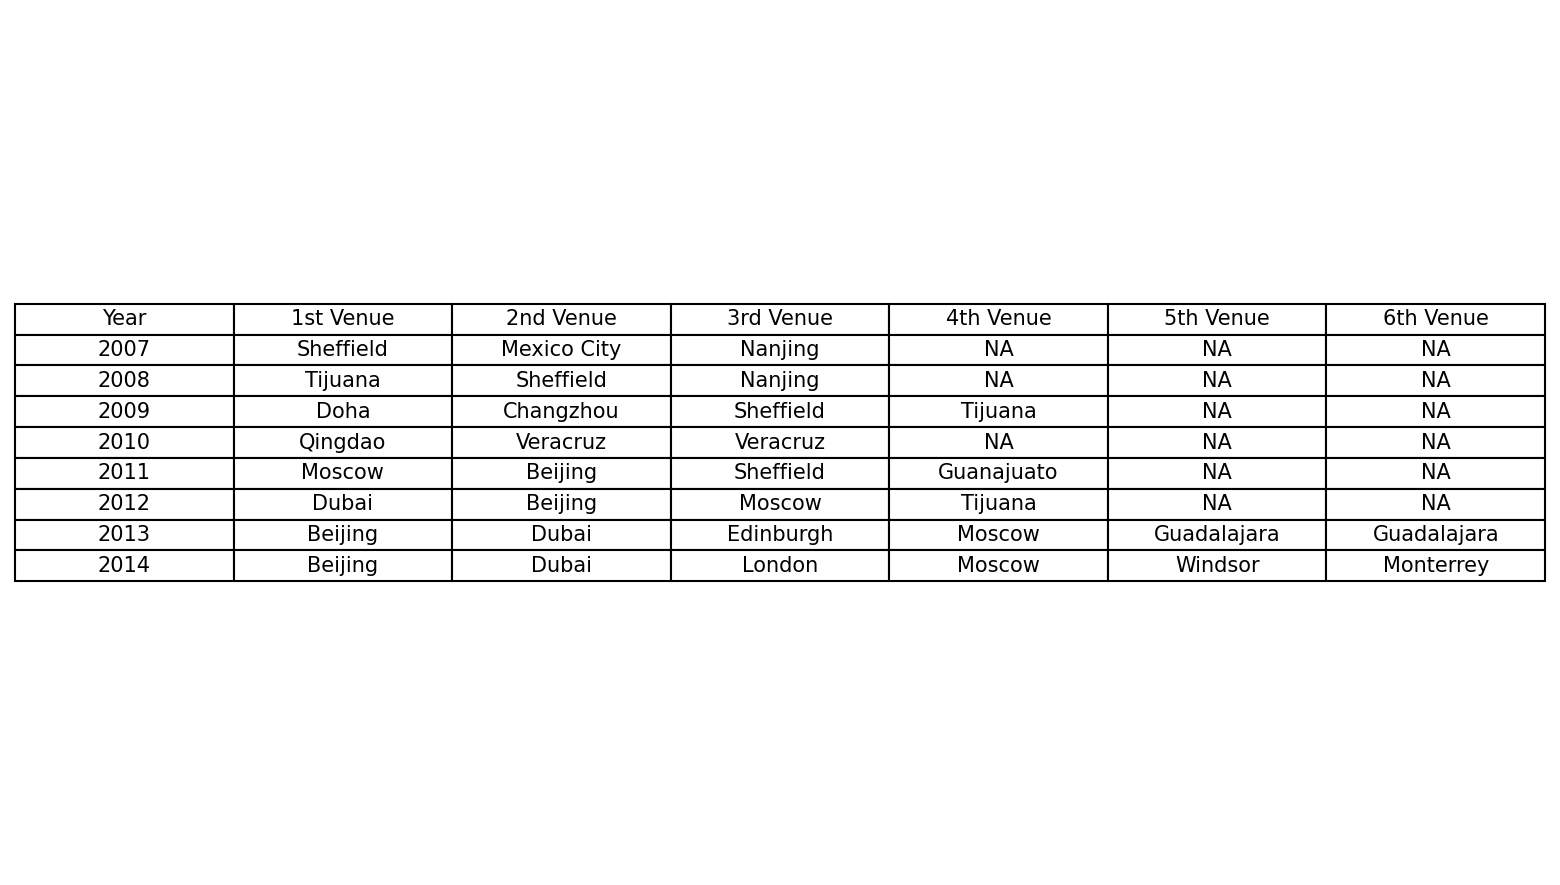 Year 1st Venue 2nd Venue 3rd Venue 4th Venue 5th Venue 6th Venue
2007 Sheffield Mexico City Nanjing NA NA NA
2008 Tijuana Sheffield Nanjing NA NA NA
2009 Doha Changzhou Sheffield Tijuana NA NA
2010 Qingdao Veracruz Veracruz NA NA NA
2011 Moscow Beijing Sheffield Guanajuato NA NA
2012 Dubai Beijing Moscow Tijuana NA NA
2013 Beijing Dubai Edinburgh Moscow Guadalajara Guadalajara
2014 Beijing Dubai London Moscow Windsor Monterrey